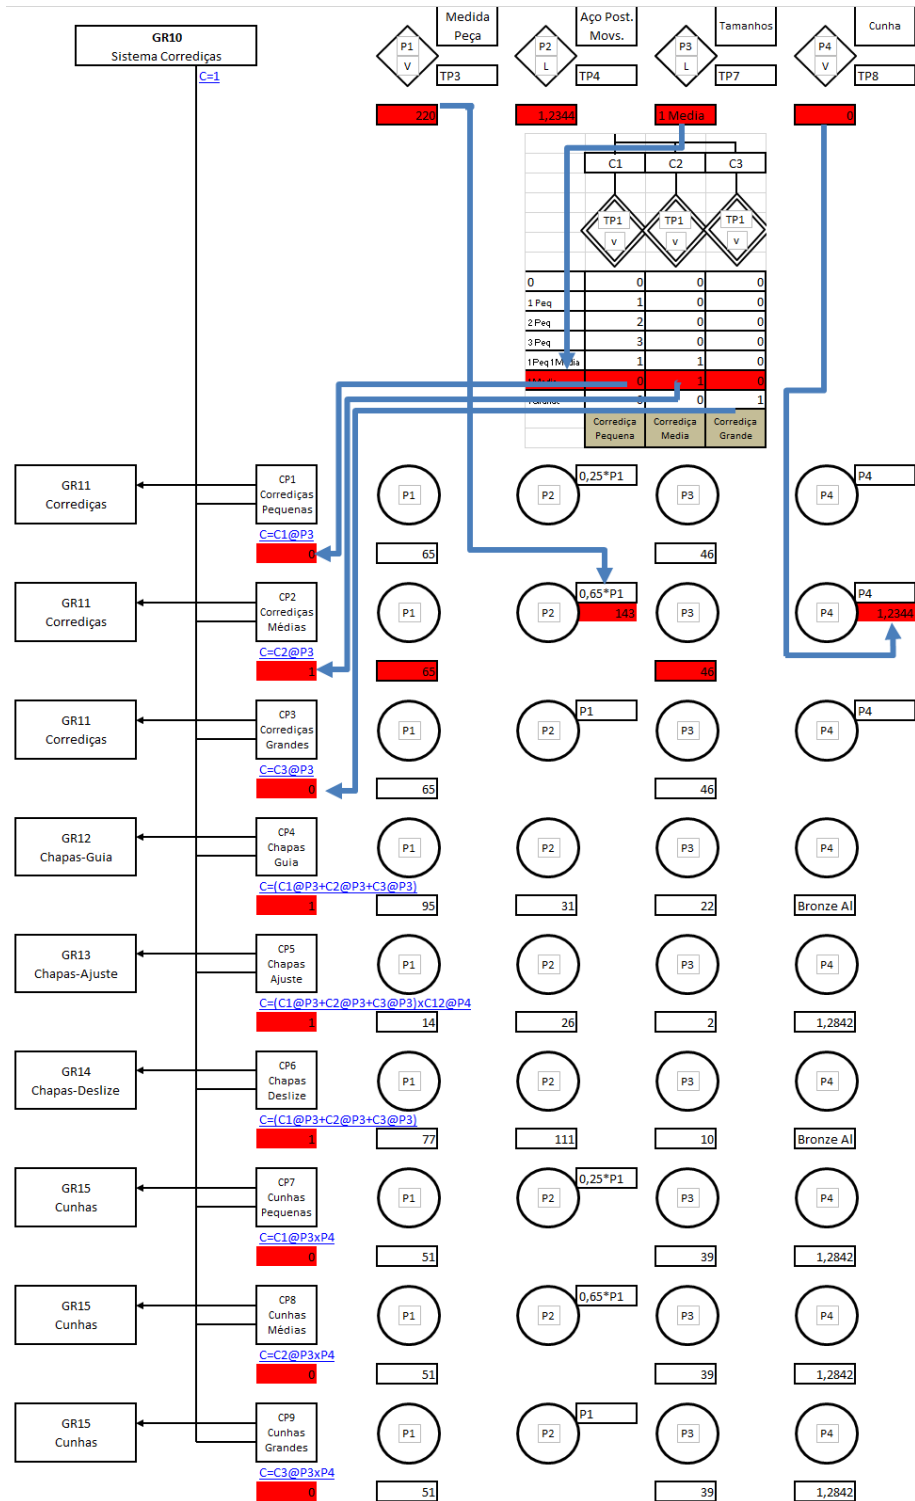 GR10
Sistema Corrediças
C=1
P1
V
Medida
Peça
TP3
P2
L
Aço Post.
Movs.
TP4
P3
L
Tamanhos
TP7
P4
V
Cunha
TP8
220
1,2344
1 Media
0
C1 C2 C3
TP1 TP1 TP1
v v v
0 0 0 0
1 Peq 1 0 0
2 Peq 2 0 0
3 Peq 3 0 0
1 Peq 1 Media 1 1 0
0 1 0
0 1
Corrediça Corrediça Corrediça
Pequena Media Grande
GR11
Corrediças
CP1
Corrediças
Pequenas
C=C1@P3
0
P1
65
P2
0,25*P1
P3
46
P4
P4
GR11
Corrediças
CP2
Corrediças
Médias
C=C2@P3
1
P1
65
P2
0,65*P1
143
P3
46
P4
P4
1,2344
GR11
Corrediças
CP3
Corrediças
Grandes
C=C3@P3
0
P1
65
P2
P1
P3
46
P4
P4
GR12
Chapas-Guia
CP4
Chapas
Guia
C=(C1@P3+C2@P3+C3@P3)
1
P1
95
P2
31
P3
22
P4
Bronze Al
GR13
Chapas-Ajuste
CP5
Chapas
Ajuste
C=(C1@P3+C2@P3+C3@P3)xC12@P4
1
P1
14
P2
26
P3
2
P4
1,2842
GR14
Chapas-Deslize
CP6
Chapas
Deslize
C=(C1@P3+C2@P3+C3@P3)
1
P1
77
P2
111
P3
10
P4
Bronze Al
GR15
Cunhas
CP7
Cunhas
Pequenas
C=C1@P3xP4
0
P1
51
P2
0,25*P1
P3
39
P4
1,2842
GR15
Cunhas
CP8
Cunhas
Médias
C=C2@P3xP4
0
P1
51
P2
0,65*P1
P3
39
P4
1,2842
GR15
Cunhas
CP9
Cunhas
Grandes
C=C3@P3xP4
0
P1
51
P2
P1
P3
39
P4
1,2842